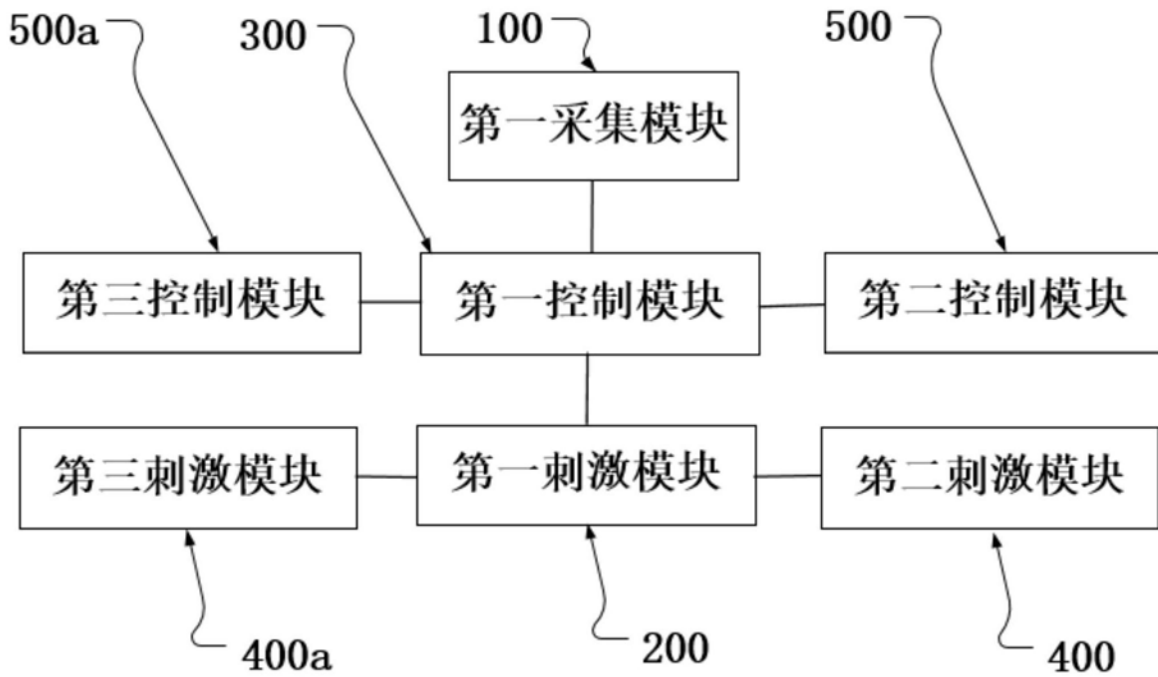 500a
300
100
500
第一采集模块
第三控制模块
第一控制模块
第二控制模块
第三刺激模块
第一刺激模块
第二刺激模块
400a
200
400